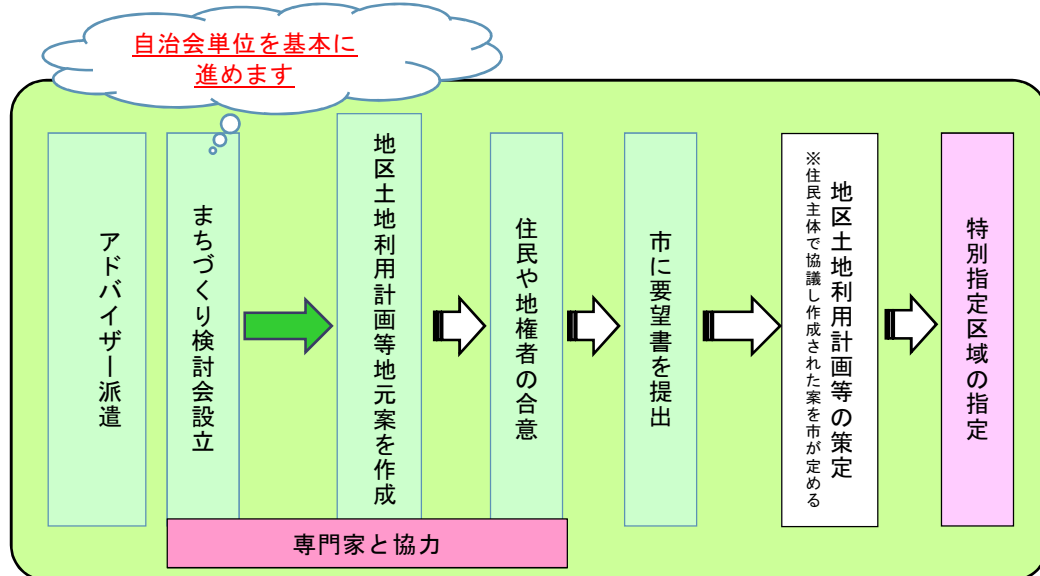 自治会単位を基本に
進めます
アドバイザー派遣
まちづくり検討会設立
地区土地利用計画等地元案を作成
住民や地権者の合意
市に要望書を提出
地区土地利用計画等の策定
※住民主体で協議し作成された案を市が定める
特別指定区域の指定
専門家と協力